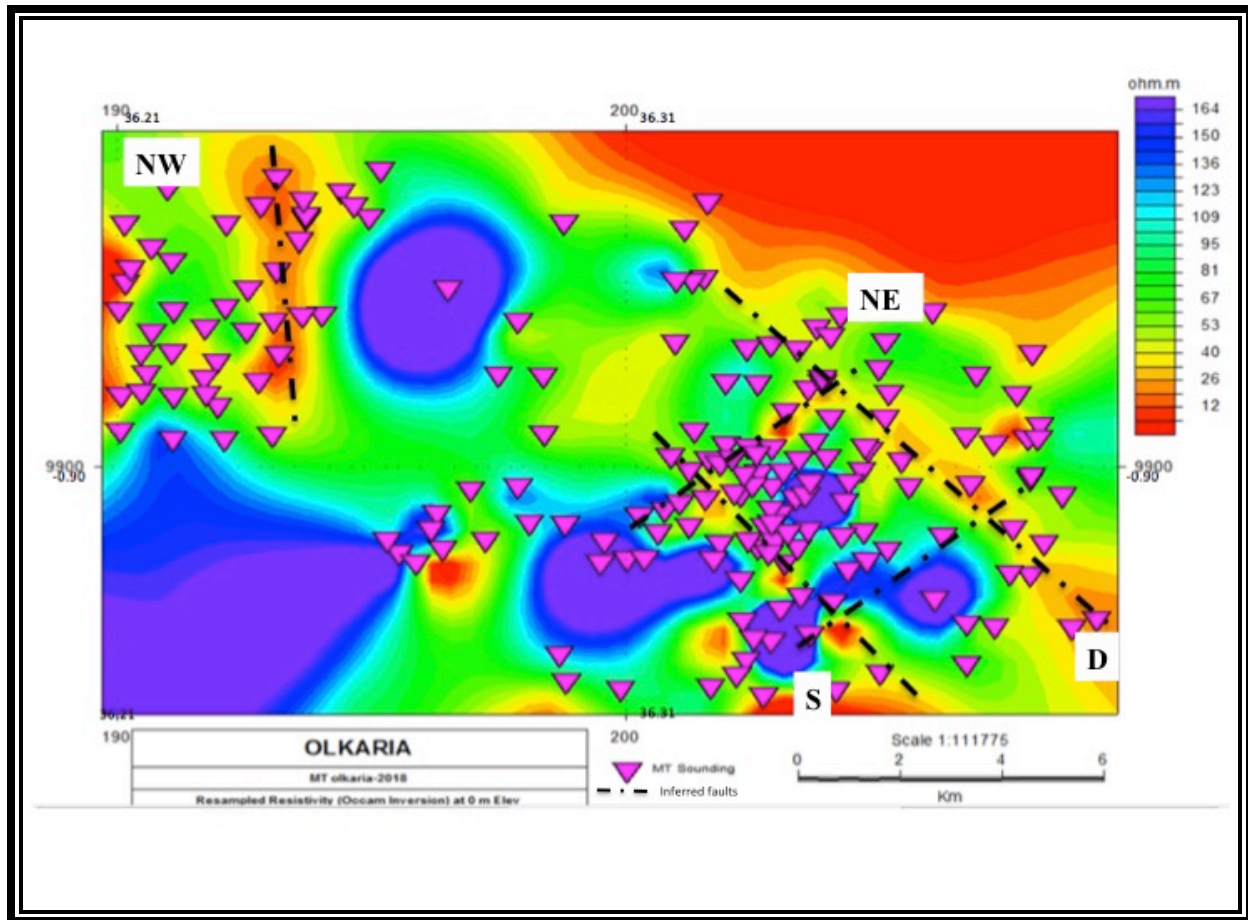 ohm.m
190 36.21
200 36.31
164
150
136
123
109
95
81
67
53
40
26
12
NW
NE
9900
-0.90
9900
-0.90
D
S
36.21
36.31
190
200
OLKARIA
MT olkaria-2018
Resampled Resistivity (Occam Inversion) at 0 m Elev
MT Sounding
Inferred faults
Scale 1:111775
0 2 4 6
Km